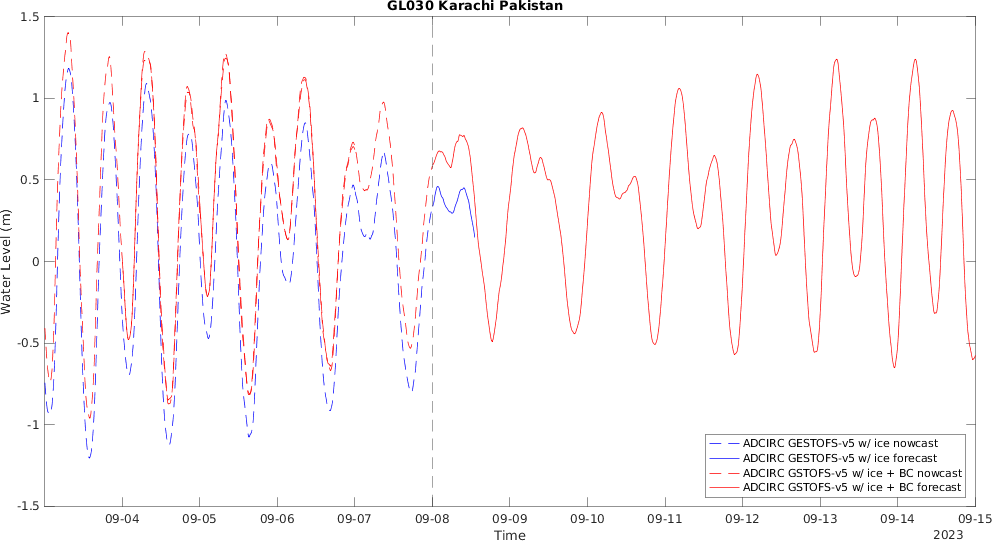 GL030 Karachi Pakistan
1.5
1
0.5
0
-0.5
-1
-1.5
Water Level (m)
ADCIRC GESTOFS-v5 w/ ice nowcast
ADCIRC GESTOFS-v5 w/ ice forecast
ADCIRC GSTOFS-v5 w/ ice + BC nowcast
ADCIRC GSTOFS-v5 w/ ice + BC forecast
09-04 09-05 09-06 09-07 09-08 09-09 09-10 09-11 09-12 09-13 09-14 09-15
Time
2023